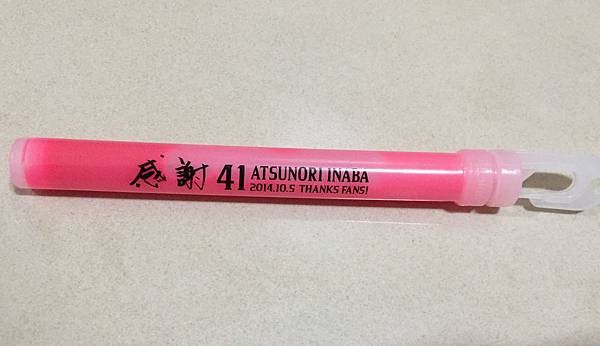 感謝 41 ATSUNORI INABA
2014.10.5 THANKS FANS!